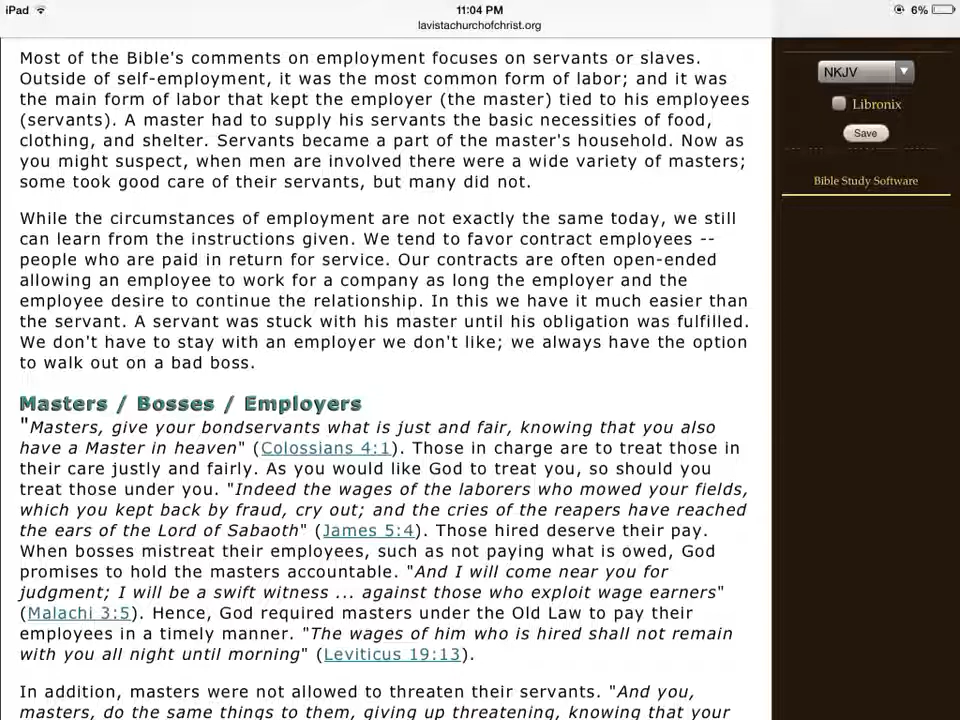 iPad 11:04 PM 6%
lavistachurchofchrist.org
Most of the Bible's comments on employment focuses on servants or slaves.
Outside of self-employment, it was the most common form of labor; and it was
the main form of labor that kept the employer (the master) tied to his employees
(servants). A master had to supply his servants the basic necessities of food,
clothing, and shelter. Servants became a part of the master's household. Now as
you might suspect, when men are involved there were a wide variety of masters;
some took good care of their servants, but many did not.
While the circumstances of employment are not exactly the same today, we still
can learn from the instructions given. We tend to favor contract employees --
people who are paid in return for service. Our contracts are often open-ended
allowing an employee to work for a company as long the employer and the
employee desire to continue the relationship. In this we have it much easier than
the servant. A servant was stuck with his master until his obligation was fulfilled.
We don't have to stay with an employer we don't like; we always have the option
to walk out on a bad boss.
Masters / Bosses / Employers
"Masters, give your bondservants what is just and fair, knowing that you also
have a Master in heaven" (Colossians 4:1). Those in charge are to treat those in
their care justly and fairly. As you would like God to treat you, so should you
treat those under you. "Indeed the wages of the laborers who mowed your fields,
which you kept back by fraud, cry out; and the cries of the reapers have reached
the ears of the Lord of Sabaoth" (James 5:4). Those hired deserve their pay.
When bosses mistreat their employees, such as not paying what is owed, God
promises to hold the masters accountable. "And I will come near you for
judgment; I will be a swift witness ... against those who exploit wage earners"
(Malachi 3:5). Hence, God required masters under the Old Law to pay their
employees in a timely manner. "The wages of him who is hired shall not remain
with you all night until morning" (Leviticus 19:13).
In addition, masters were not allowed to threaten their servants. "And you,
masters, do the same things to them, giving up threatening, knowing that your
NKJV
Libronix
Save
Bible Study Software